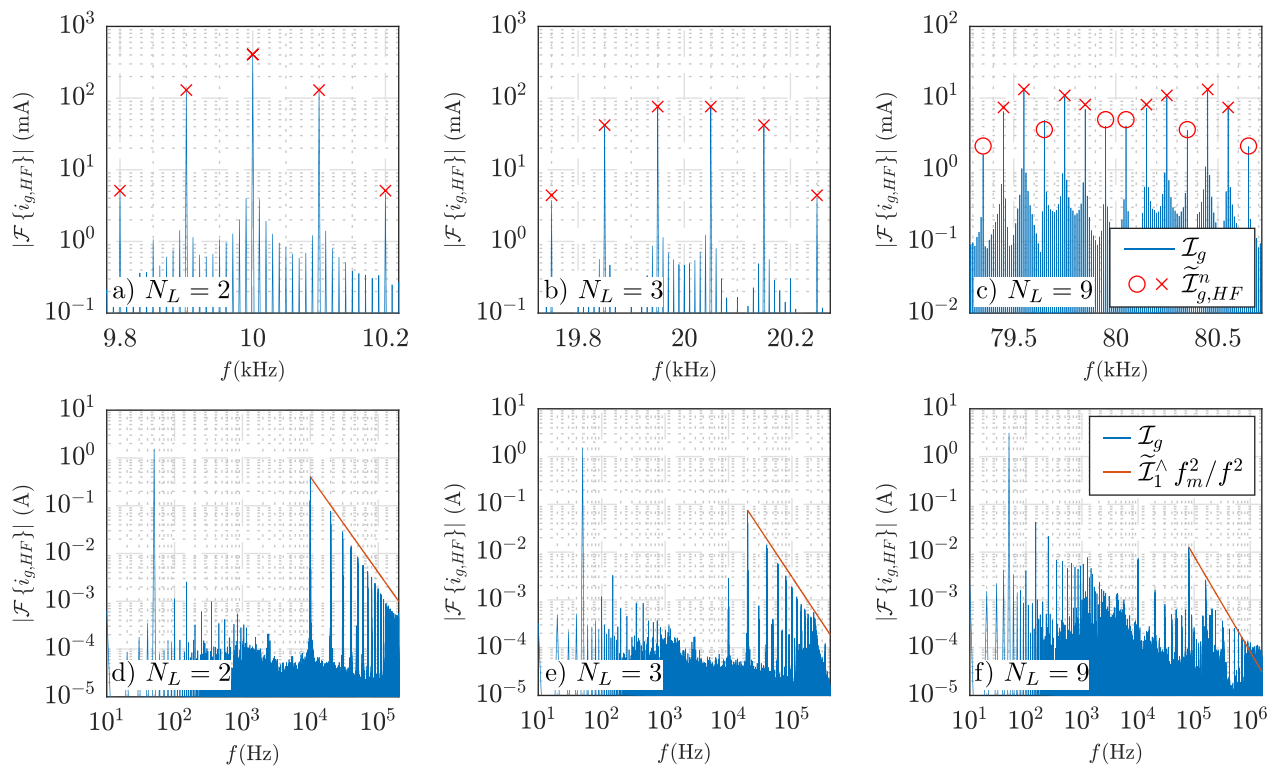 |ℱ{i_{g,HF}}| (mA)
10^3
10^2
10^1
10^0
10^{-1}
a) N_L = 2
9.8 10 10.2
f(kHz)
|ℱ{i_{g,HF}}| (mA)
10^3
10^2
10^1
10^0
10^{-1}
b) N_L = 3
19.8 20 20.2
f(kHz)
|ℱ{i_{g,HF}}| (mA)
10^2
10^1
10^0
10^{-1}
10^{-2}
c) N_L = 9
ℐ_g
ℐ̃^n_{g,HF}
79.5 80 80.5
f(kHz)
|ℱ{i_{g,HF}}| (A)
10^1
10^0
10^{-1}
10^{-2}
10^{-3}
10^{-4}
10^{-5}
d) N_L = 2
10^1 10^2 10^3 10^4 10^5
f(Hz)
|ℱ{i_{g,HF}}| (A)
10^1
10^0
10^{-1}
10^{-2}
10^{-3}
10^{-4}
10^{-5}
e) N_L = 3
10^1 10^2 10^3 10^4 10^5
f(Hz)
|ℱ{i_{g,HF}}| (A)
10^1
10^0
10^{-1}
10^{-2}
10^{-3}
10^{-4}
10^{-5}
ℐ_g
ℐ̃_1^∧ f_m^2/f^2
f) N_L = 9
10^1 10^2 10^3 10^4 10^5 10^6
f(Hz)